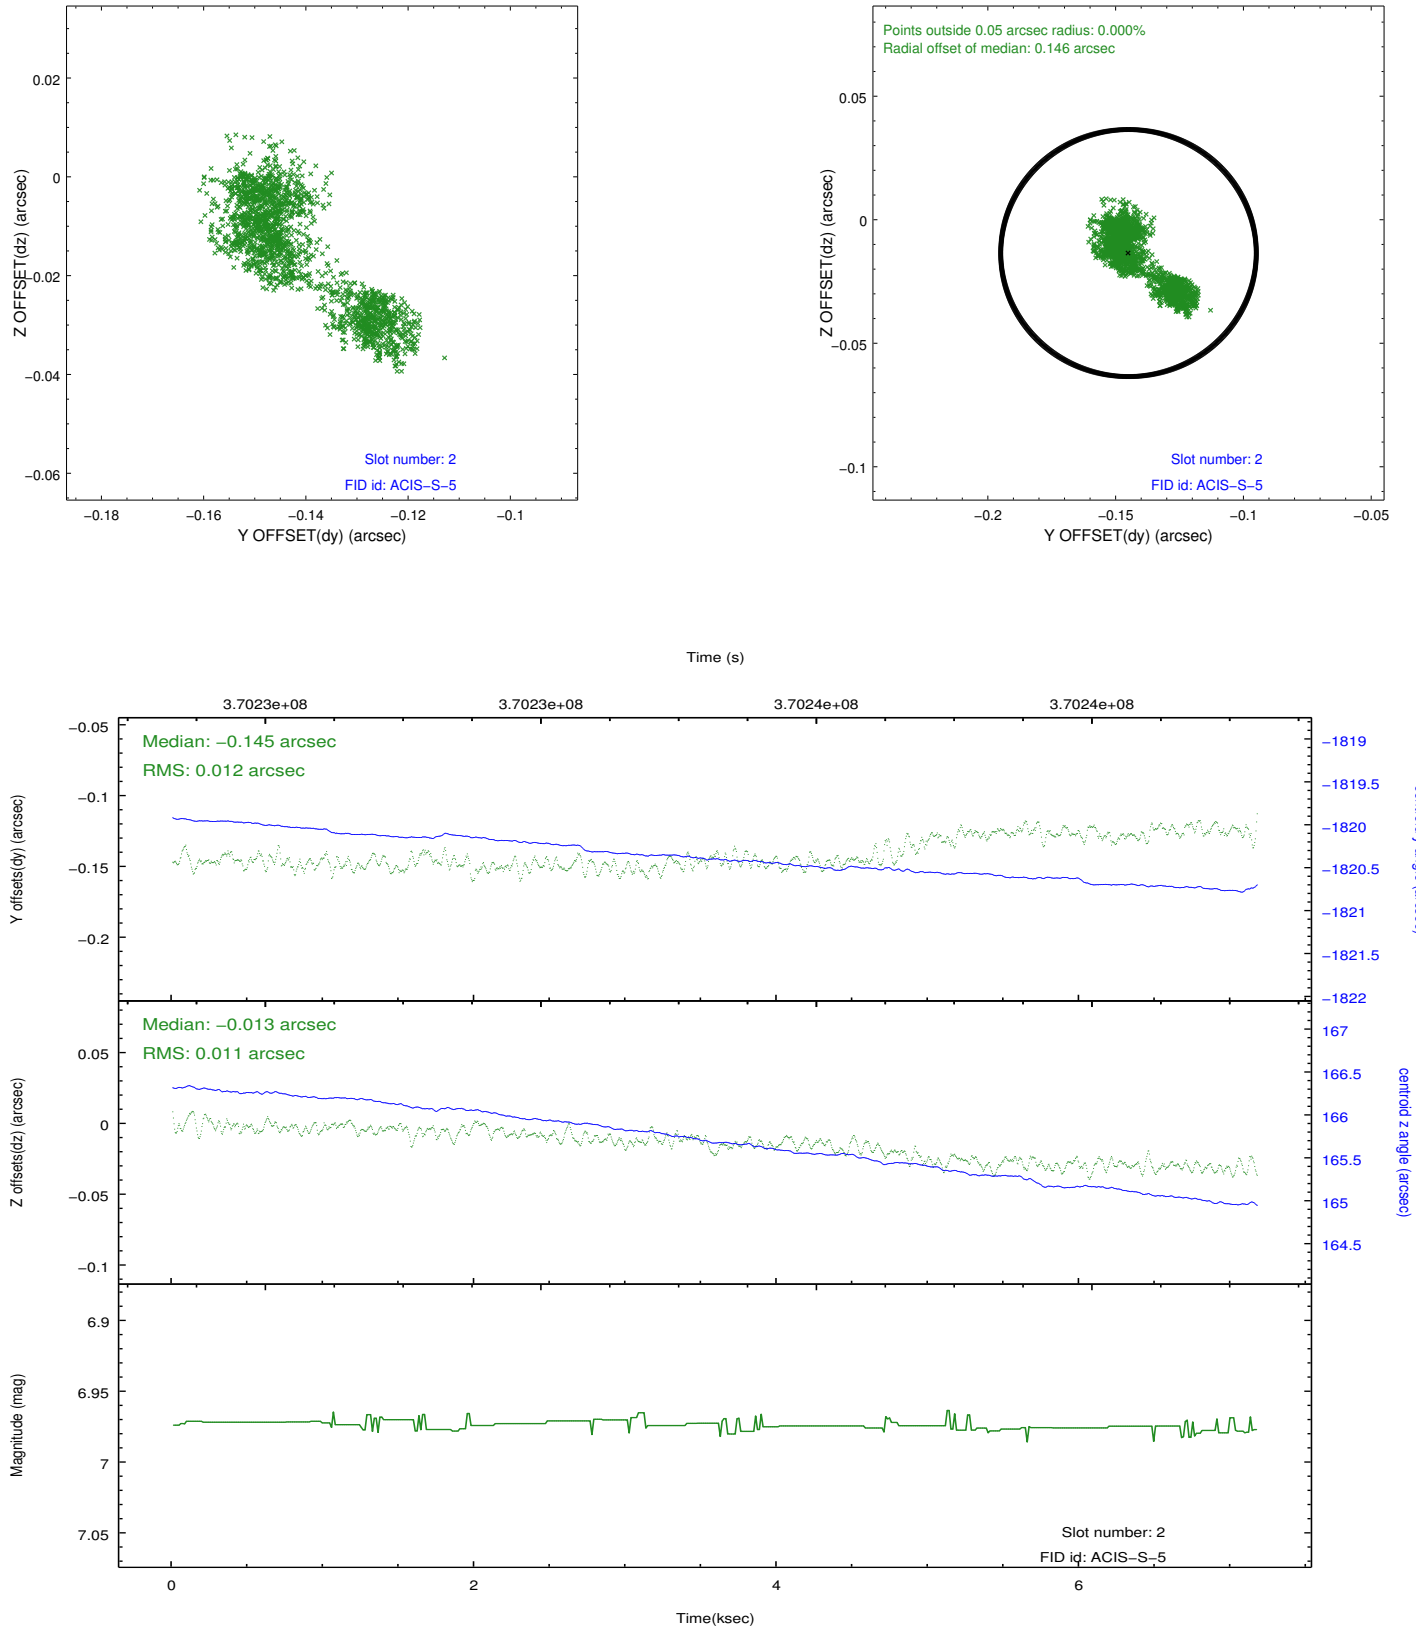 0.02
0
−0.02
−0.04
−0.06
Z OFFSET(dz) (arcsec)
Slot number: 2
FID id: ACIS−S−5
−0.18
−0.16
−0.14
−0.12
−0.1
Y OFFSET(dy) (arcsec)
Points outside 0.05 arcsec radius: 0.000%
Radial offset of median: 0.146 arcsec
0.05
0
−0.05
−0.1
Z OFFSET(dz) (arcsec)
Slot number: 2
FID id: ACIS−S−5
−0.2
−0.15
−0.1
−0.05
Y OFFSET(dy) (arcsec)
Time (s)
3.7023e+08
3.7023e+08
3.7024e+08
3.7024e+08
Median: −0.145 arcsec
RMS: 0.012 arcsec
−0.05
−0.1
−0.15
−0.2
Y offsets(dy) (arcsec)
−1819
−1819.5
−1820
−1820.5
−1821
−1821.5
−1822
Median: −0.013 arcsec
RMS: 0.011 arcsec
0.05
0
−0.05
−0.1
Z offsets(dz) (arcsec)
167
166.5
166
165.5
165
164.5
centroid z angle (arcsec)
6.9
6.95
7
7.05
Magnitude (mag)
Slot number: 2
FID id: ACIS−S−5
0
2
4
6
Time(ksec)